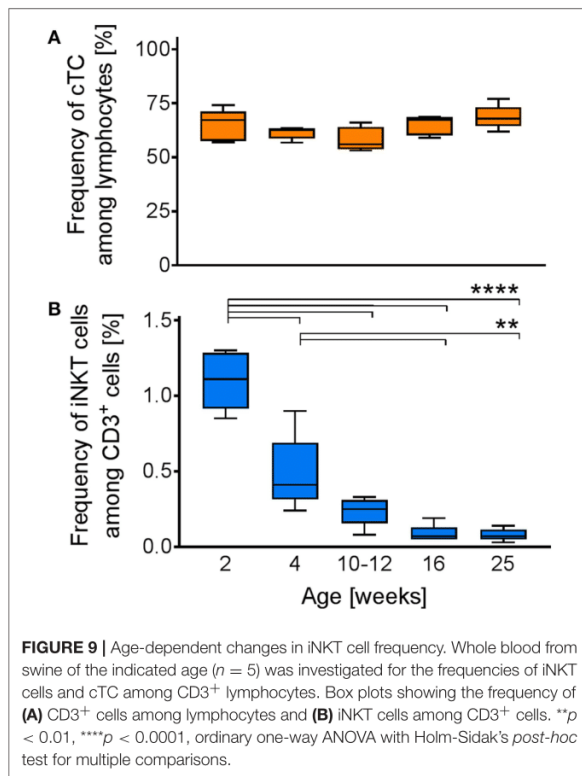 A
Frequency of cTC
among lymphocytes [%]
100
75
50
25
0
B
****
**
Frequency of iNKT cells
among CD3+ cells [%]
1.5
1.0
0.5
0.0
2 4 10-12 16 25
Age [weeks]
FIGURE 9 | Age-dependent changes in iNKT cell frequency. Whole blood from
swine of the indicated age (n = 5) was investigated for the frequencies of iNKT
cells and cTC among CD3+ lymphocytes. Box plots showing the frequency of
(A) CD3+ cells among lymphocytes and (B) iNKT cells among CD3+ cells. **p
< 0.01, ****p < 0.0001, ordinary one-way ANOVA with Holm-Sidak's post-hoc
test for multiple comparisons.